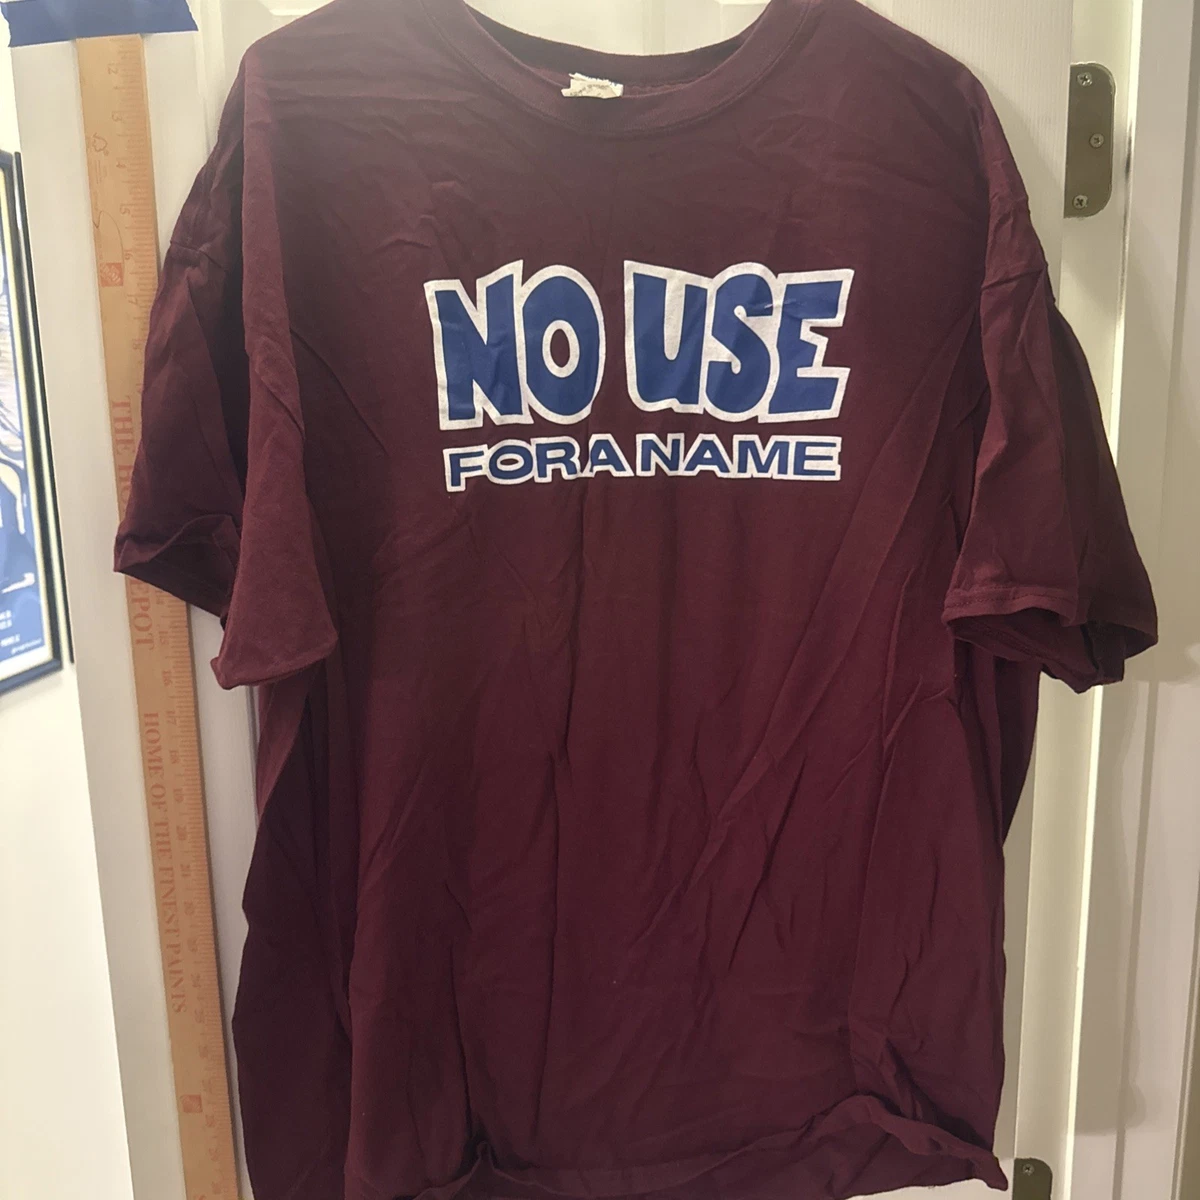 NO USE
FOR A NAME
THE HOME DEPOT
HOME OF THE FINEST PAINTS